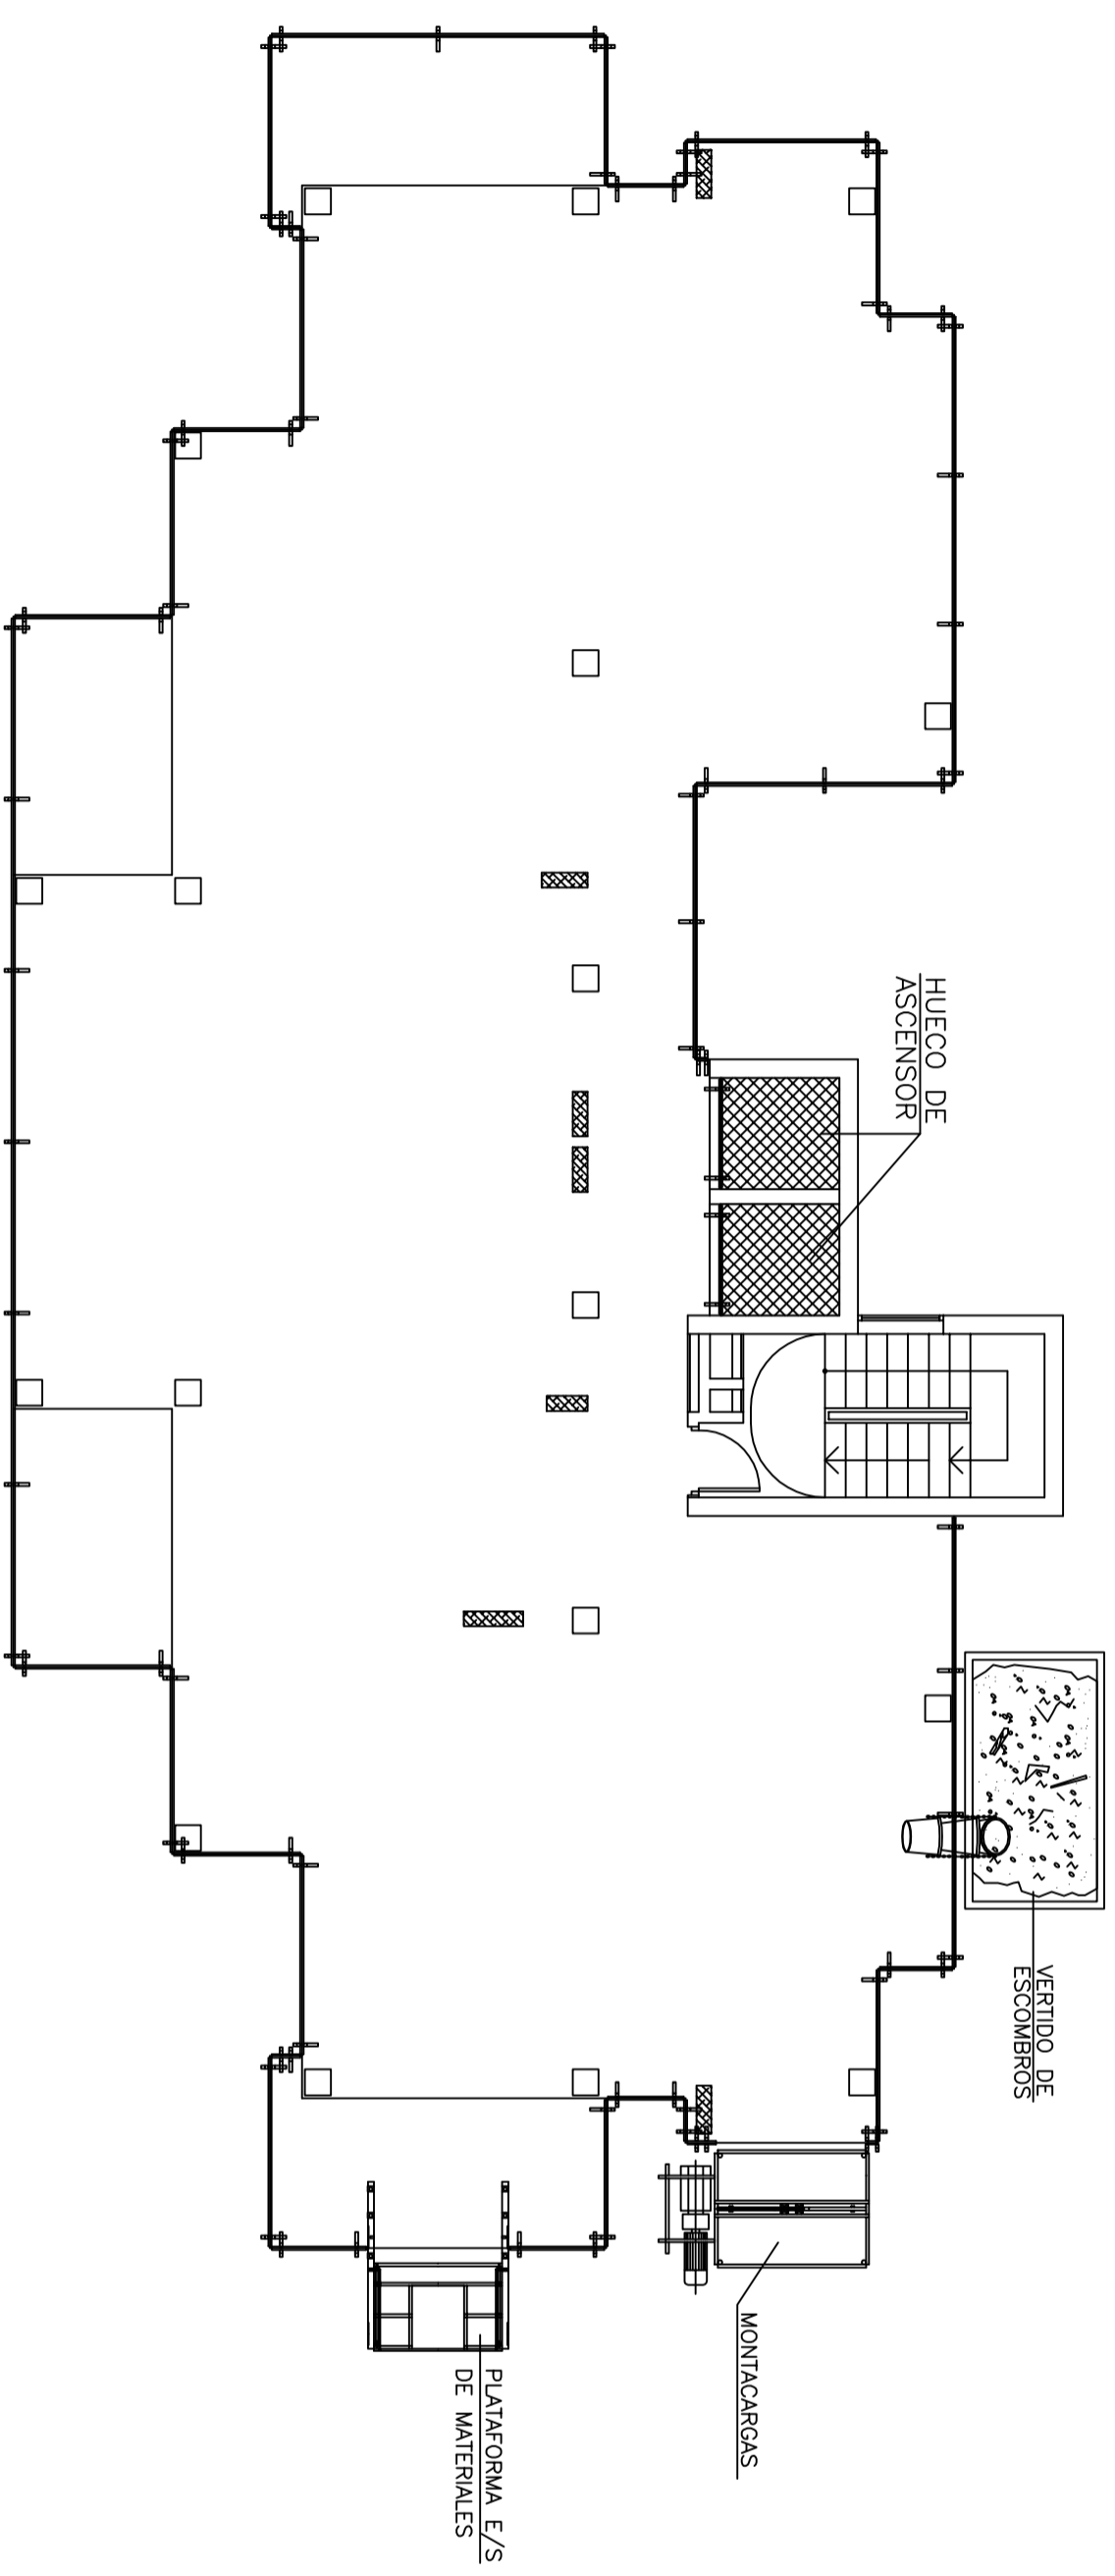 HUECO DE
ASCENSOR
VERTIDO DE
ESCOMBROS
MONTACARGAS
PLATAFORMA E/S
DE MATERIALES